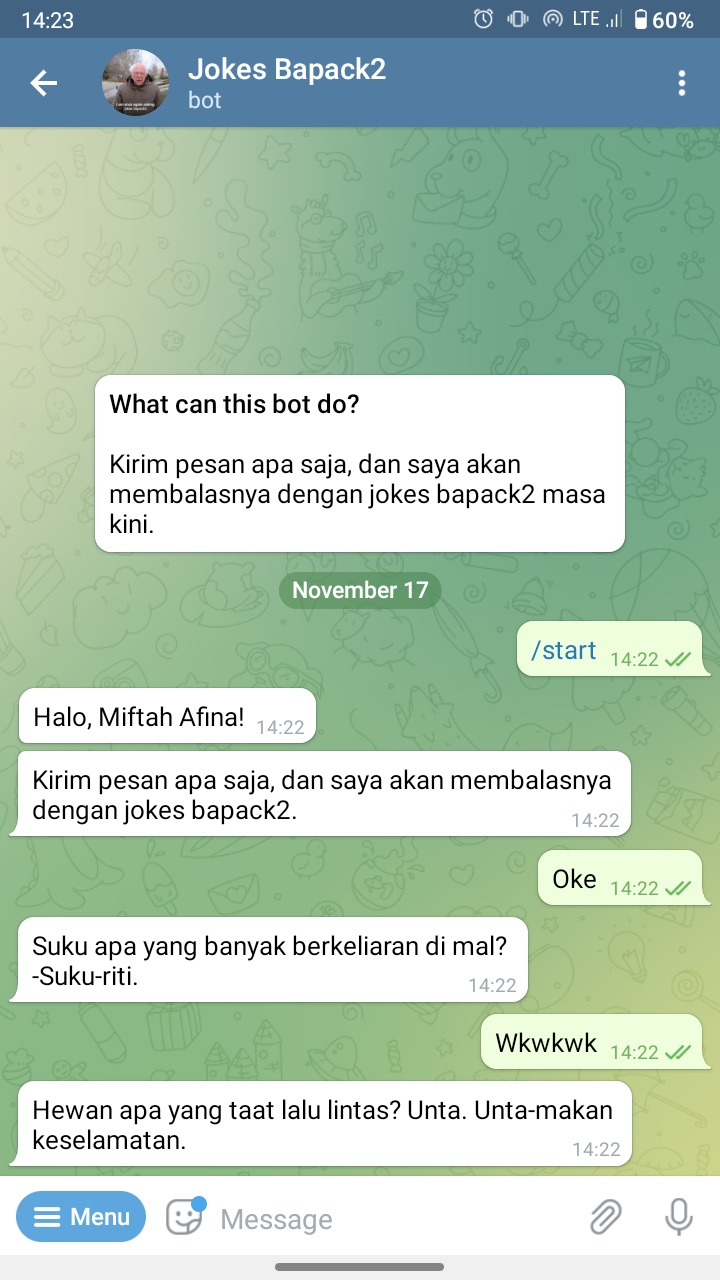 14:23
LTE
60%
Jokes Bapack2
bot
What can this bot do?
Kirim pesan apa saja, dan saya akan
membalasnya dengan jokes bapack2 masa
kini.
November 17
/start 14:22
Halo, Miftah Afina! 14:22
Kirim pesan apa saja, dan saya akan membalasnya
dengan jokes bapack2. 14:22
Oke 14:22
Suku apa yang banyak berkeliaran di mal?
-Suku-riti. 14:22
Wkwkwk 14:22
Hewan apa yang taat lalu lintas? Unta. Unta-makan
keselamatan. 14:22
Menu
Message